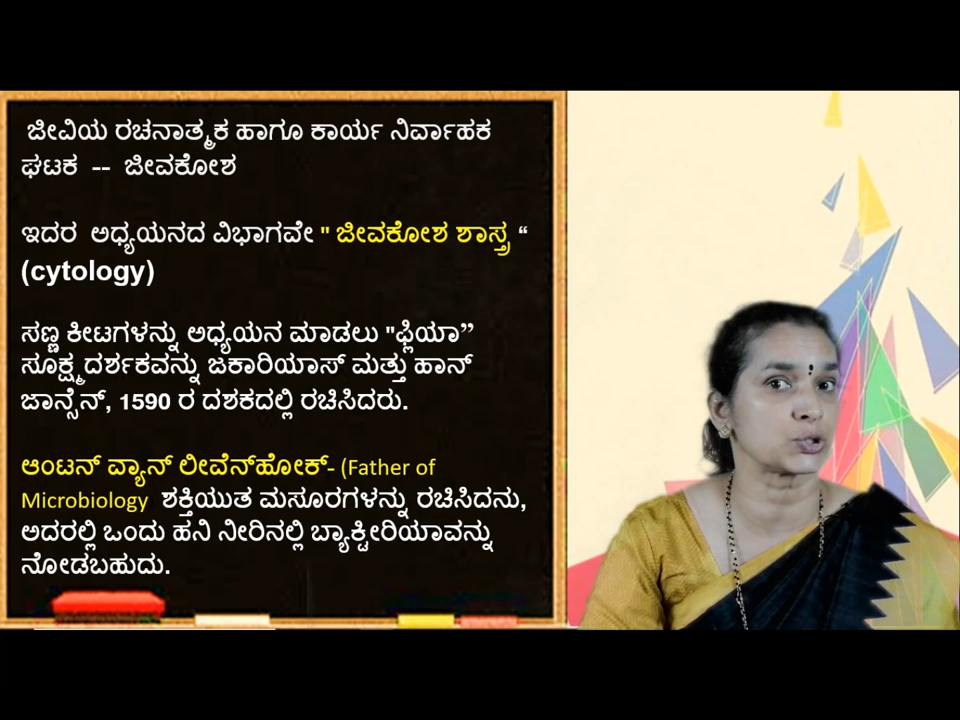 ಜೀವಿಯ ರಚನಾತ್ಮಕ ಹಾಗೂ ಕಾರ್ಯ ನಿರ್ವಾಹಕ
ಘಟಕ -- ಜೀವಕೋಶ
ಇದರ ಅಧ್ಯಯನದ ವಿಭಾಗವೇ " ಜೀವಕೋಶ ಶಾಸ್ತ್ರ “
(cytology)
ಸಣ್ಣ ಕೀಟಗಳನ್ನು ಅಧ್ಯಯನ ಮಾಡಲು "ಫ್ಲಿಯಾ”
ಸೂಕ್ಷ್ಮದರ್ಶಕವನ್ನು ಜಕಾರಿಯಾಸ್ ಮತ್ತು ಹಾನ್
ಜಾನ್ಸೆನ್, 1590 ರ ದಶಕದಲ್ಲಿ ರಚಿಸಿದರು.
ಆಂಟನ್ ವ್ಯಾನ್ ಲೀವೆನ್‌ಹೋಕ್- (Father of
Microbiology ಶಕ್ತಿಯುತ ಮಸೂರಗಳನ್ನು ರಚಿಸಿದನು,
ಅದರಲ್ಲಿ ಒಂದು ಹನಿ ನೀರಿನಲ್ಲಿ ಬ್ಯಾಕ್ಟೀರಿಯಾವನ್ನು
ನೋಡಬಹುದು.